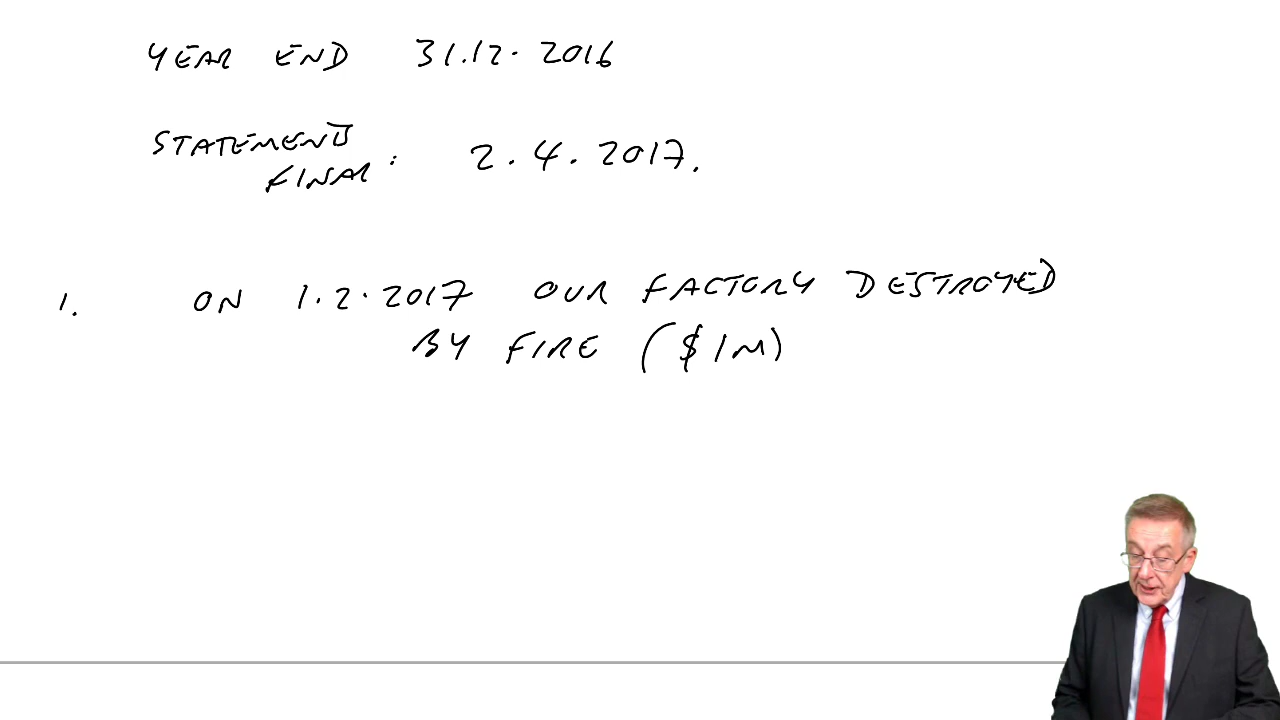 YEAR END 31.12.2016
STATEMENTS
FINAL: 2.4.2017.
1. ON 1.2.2017 OUR FACTORY DESTROYED
BY FIRE ($1M)